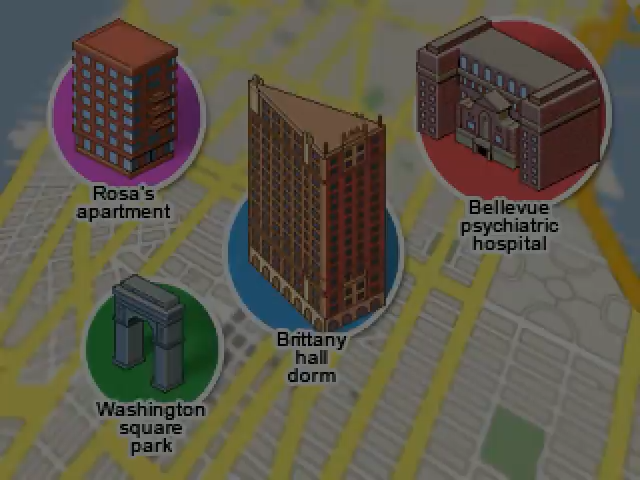 Rosa's
apartment
Bellevue
psychiatric
hospital
Brittany
hall
dorm
Washington
square
park